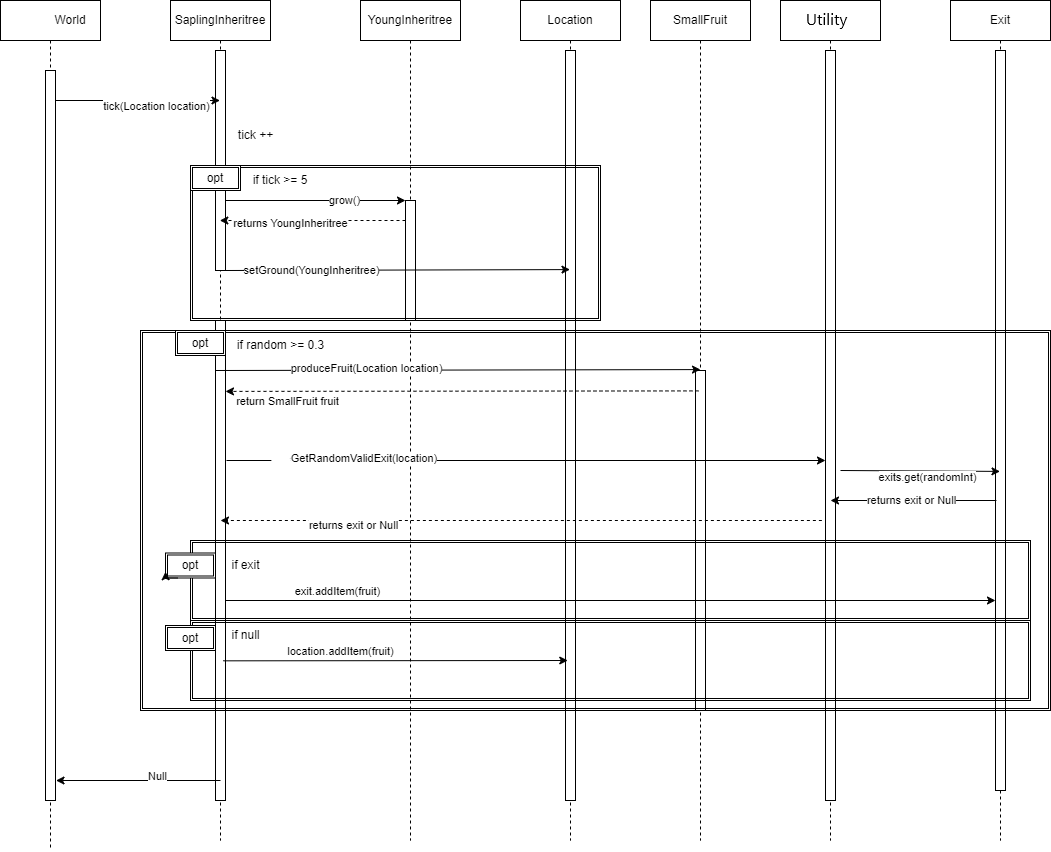 World
SaplingInheritree
YoungInheritree
Location
SmallFruit
Utility
Exit
tick(Location location)
tick ++
opt
if tick >= 5
grow()
returns YoungInheritree
setGround(YoungInheritree)
opt
if random >= 0.3
produceFruit(Location location)
return SmallFruit fruit
GetRandomValidExit(location)
exits.get(randomInt)
returns exit or Null
returns exit or Null
opt
if exit
exit.addItem(fruit)
opt
if null
location.addItem(fruit)
Null